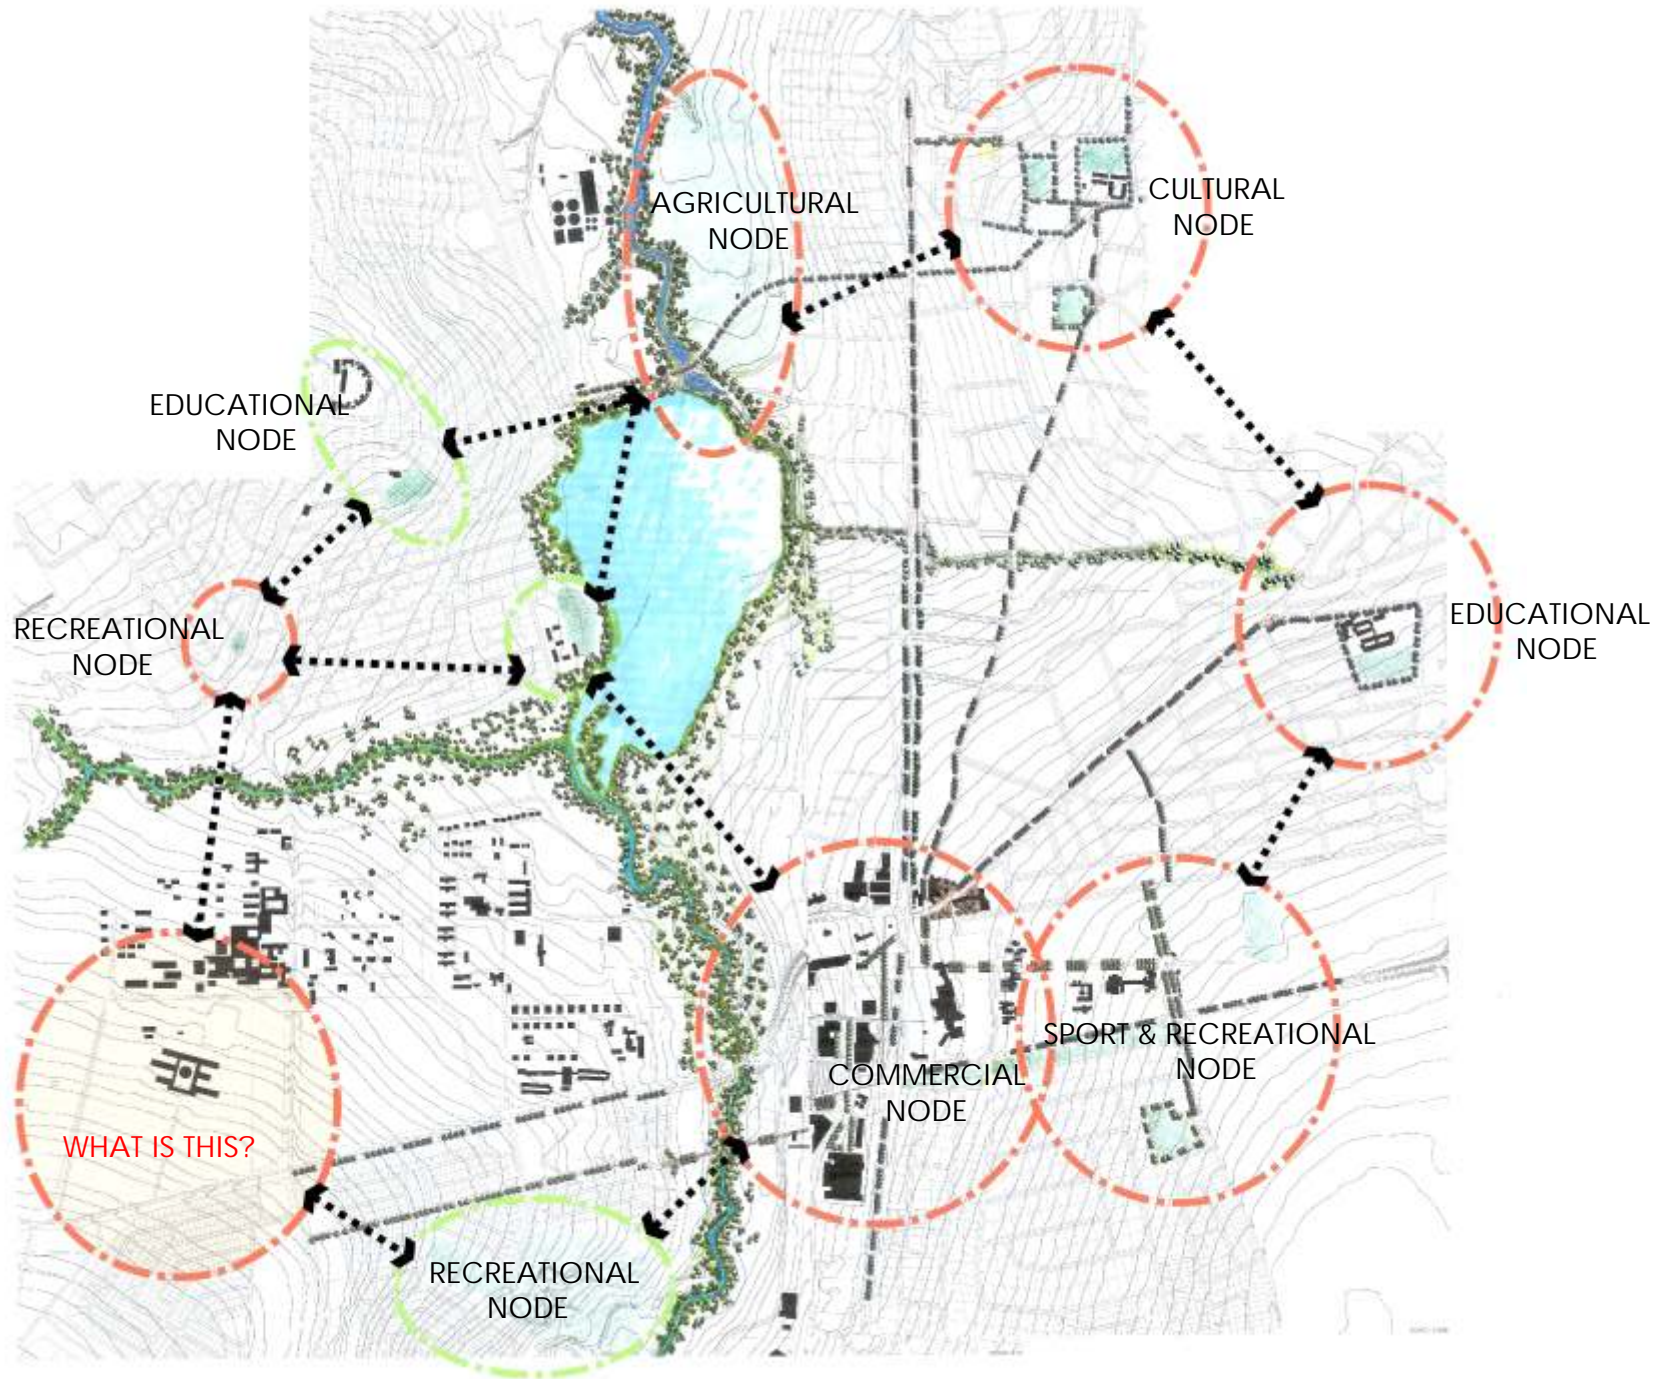 AGRICULTURAL
NODE
CULTURAL
NODE
EDUCATIONAL
NODE
RECREATIONAL
NODE
EDUCATIONAL
NODE
SPORT & RECREATIONAL
NODE
COMMERCIAL
NODE
WHAT IS THIS?
RECREATIONAL
NODE